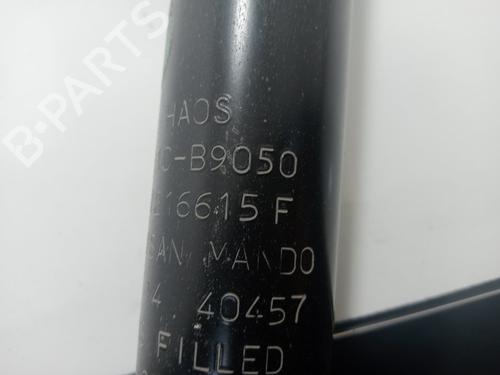 B-PARTS
HAOS
C-B9050
216615 F
SAN MANDO
4 40457
FILLED